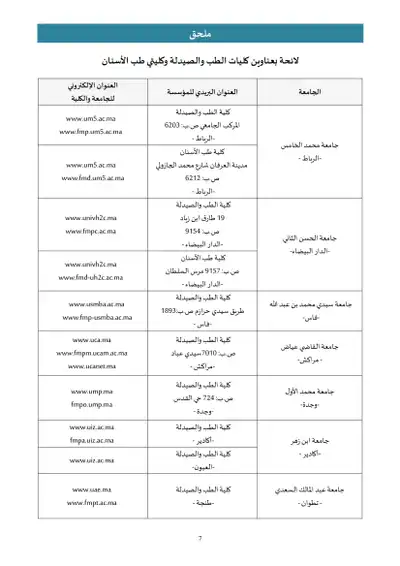 ملحق
لائحة بعناوين كليات الطب والصيدلة وكليتي طب الأسنان
الجامعة
العنوان البريدي للمؤسسة
العنوان الإلكتروني
للجامعة والكلية
جامعة محمد الخامس
-الرباط -
كلية الطب والصيدلة
المركب الجامعي ص.ب: 6203
-الرباط -
www.um5.ac.ma
www.fmp.um5.ac.ma
كلية طب الأسنان
مدينة العرفان شارع محمد الجازولي
ص.ب: 6212
-الرباط -
www.um5.ac.ma
www.fmd.um5.ac.ma
جامعة الحسن الثاني
-الدار البيضاء-
كلية الطب والصيدلة
19 طارق ابن زياد
ص.ب: 9154
-الدار البيضاء-
www.univh2c.ma
www.fmpc.ac.ma
كلية طب الأسنان
ص.ب: 9157 مرس السلطان
-الدار البيضاء-
www.univh2c.ma
www.fmd-uh2c.ac.ma
جامعة سيدي محمد بن عبد الله
-فاس-
كلية الطب والصيدلة
طريق سيدي حرازم ص.ب:1893
-فاس-
www.usmba.ac.ma
www.fmp-usmba.ac.ma
جامعة القاضي عياض
- مراكش-
كلية الطب والصيدلة
ص.ب: 7010سيدي عباد
-مراكش-
www.uca.ma
www.fmpm.ucam.ac.ma
www.ucanet.ma
جامعة محمد الأول
-وجدة-
كلية الطب والصيدلة
ص.ب: 724 حي القدس
-وجدة-
www.ump.ma
fmpo.ump.ma
جامعة ابن زهر
-أكادير-
كلية الطب والصيدلة
-أكادير-
www.uiz.ac.ma
fmpa.uiz.ac.ma
كلية الطب والصيدلة
-العيون-
www.uiz.ac.ma
جامعة عبد المالك السعدي
- تطوان-
كلية الطب والصيدلة
-طنجة-
www.uae.ma
www.fmpt.ac.ma
7